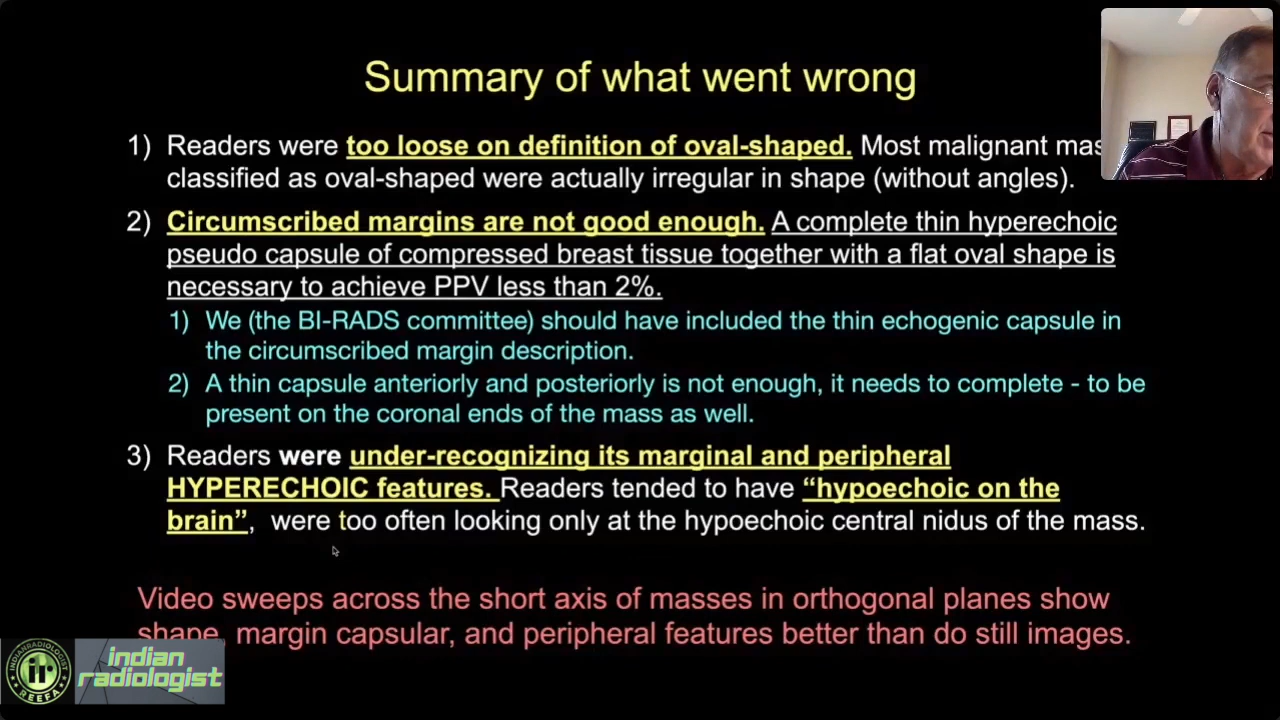 Summary of what went wrong
1) Readers were too loose on definition of oval-shaped. Most malignant mas
classified as oval-shaped were actually irregular in shape (without angles).
2) Circumscribed margins are not good enough. A complete thin hyperechoic
pseudo capsule of compressed breast tissue together with a flat oval shape is
necessary to achieve PPV less than 2%.
1) We (the BI-RADS committee) should have included the thin echogenic capsule in
the circumscribed margin description.
2) A thin capsule anteriorly and posteriorly is not enough, it needs to complete - to be
present on the coronal ends of the mass as well.
3) Readers were under-recognizing its marginal and peripheral
HYPERECHOIC features. Readers tended to have “hypoechoic on the
brain”, were too often looking only at the hypoechoic central nidus of the mass.
Video sweeps across the short axis of masses in orthogonal planes show
shape, margin capsular, and peripheral features better than do still images.
INDIANRADIOLOGIST
ir
REEFA
indian
radiologist